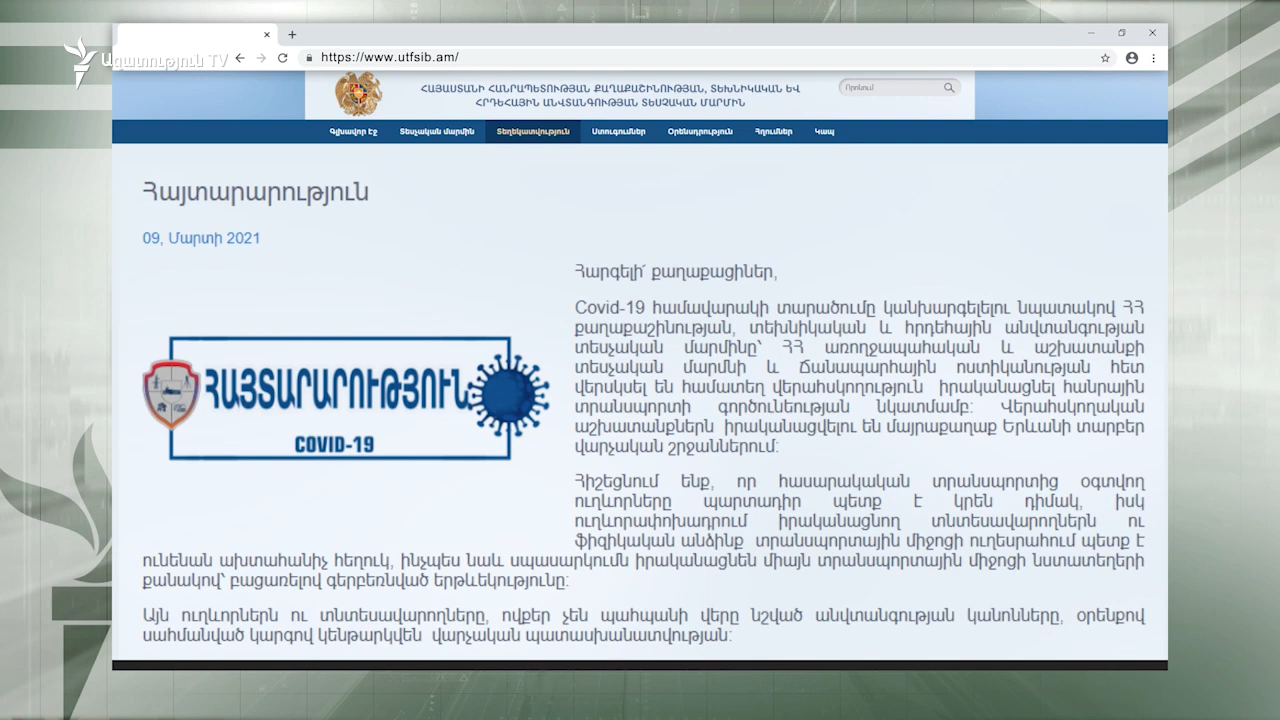 https://www.utfsib.am/
Ազատություն TV
ՀԱՅԱՍՏԱՆԻ ՀԱՆՐԱՊԵՏՈՒԹՅԱՆ ՔԱՂԱՔԱՇԻՆՈՒԹՅԱՆ, ՏԵԽՆԻԿԱԿԱՆ ԵՎ
ՀՐԴԵՀԱՅԻՆ ԱՆՎՏԱՆԳՈՒԹՅԱՆ ՏԵՍՉԱԿԱՆ ՄԱՐՄԻՆ
Որոնում
Գլխավոր էջ Տեսչական մարմին Տեղեկատվություն Ստուգումներ Օրենսդրություն Հղումներ Կապ
Հայտարարություն
09, Մարտի 2021
ՀԱՅՏԱՐԱՐՈՒԹՅՈՒՆ
COVID-19
Հարգելի՛ քաղաքացիներ,
Covid-19 համավարակի տարածումը կանխարգելելու նպատակով ՀՀ
քաղաքաշինության, տեխնիկական և հրդեհային անվտանգության
տեսչական մարմինը՝ ՀՀ առողջապահական և աշխատանքի
տեսչական մարմնի և Ճանապարհային ոստիկանության հետ
վերսկսել են համատեղ վերահսկողություն իրականացնել հանրային
տրանսպորտի գործունեության նկատմամբ: Վերահսկողական
աշխատանքներն իրականացվելու են մայրաքաղաք Երևանի տարբեր
վարչական շրջաններում:
Հիշեցնում ենք, որ հասարակական տրանսպորտից օգտվող
ուղևորները պարտադիր պետք է կրեն դիմակ, իսկ
ուղևորափոխադրում իրականացնող տնտեսավարողներն ու
ֆիզիկական անձինք տրանսպորտային միջոցի ուղեսրահում պետք է
ունենան ախտահանիչ հեղուկ, ինչպես նաև սպասարկումն իրականացնեն միայն տրանսպորտային միջոցի նստատեղերի
քանակով՝ բացառելով գերբեռնված երթևեկությունը:
Այն ուղևորներն ու տնտեսավարողները, ովքեր չեն պահպանի վերը նշված անվտանգության կանոնները, օրենքով
սահմանված կարգով կենթարկվեն վարչական պատասխանատվության: